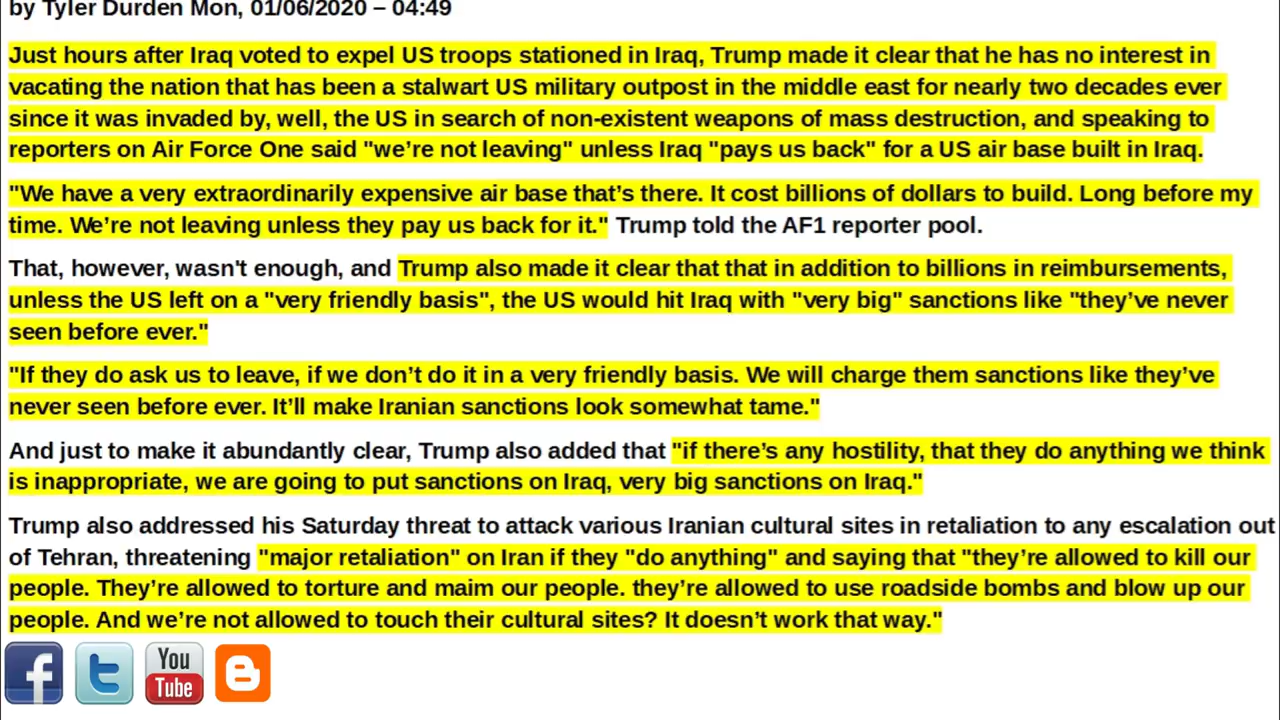 by Tyler Durden Mon, 01/06/2020 – 04:49
Just hours after Iraq voted to expel US troops stationed in Iraq, Trump made it clear that he has no interest in
vacating the nation that has been a stalwart US military outpost in the middle east for nearly two decades ever
since it was invaded by, well, the US in search of non-existent weapons of mass destruction, and speaking to
reporters on Air Force One said "we’re not leaving" unless Iraq "pays us back" for a US air base built in Iraq.
"We have a very extraordinarily expensive air base that’s there. It cost billions of dollars to build. Long before my
time. We’re not leaving unless they pay us back for it." Trump told the AF1 reporter pool.
That, however, wasn't enough, and Trump also made it clear that that in addition to billions in reimbursements,
unless the US left on a "very friendly basis", the US would hit Iraq with "very big" sanctions like "they’ve never
seen before ever."
"If they do ask us to leave, if we don’t do it in a very friendly basis. We will charge them sanctions like they’ve
never seen before ever. It’ll make Iranian sanctions look somewhat tame."
And just to make it abundantly clear, Trump also added that "if there’s any hostility, that they do anything we think
is inappropriate, we are going to put sanctions on Iraq, very big sanctions on Iraq."
Trump also addressed his Saturday threat to attack various Iranian cultural sites in retaliation to any escalation out
of Tehran, threatening "major retaliation" on Iran if they "do anything" and saying that "they’re allowed to kill our
people. They’re allowed to torture and maim our people. they’re allowed to use roadside bombs and blow up our
people. And we’re not allowed to touch their cultural sites? It doesn’t work that way."
f t You Tube B